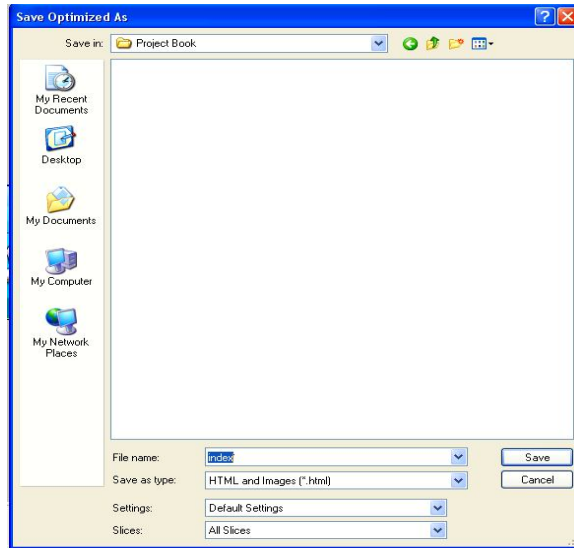 Save Optimized As
Save in:
Project Book
My Recent
Documents
Desktop
My Documents
My Computer
My Network
Places
File name:
index
Save
Save as type:
HTML and Images (*.html)
Cancel
Settings:
Default Settings
Slices:
All Slices